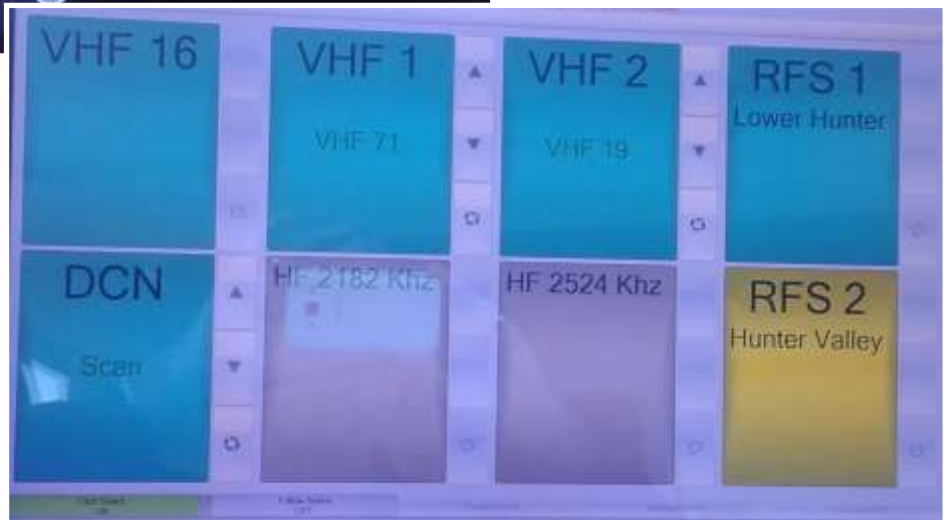 VHF 16
VHF 1
VHF 71
VHF 2
VHF 19
RFS 1
Lower Hunter
DCN
Scan
HF 2182 Khz
HF 2524 Khz
RFS 2
Hunter Valley